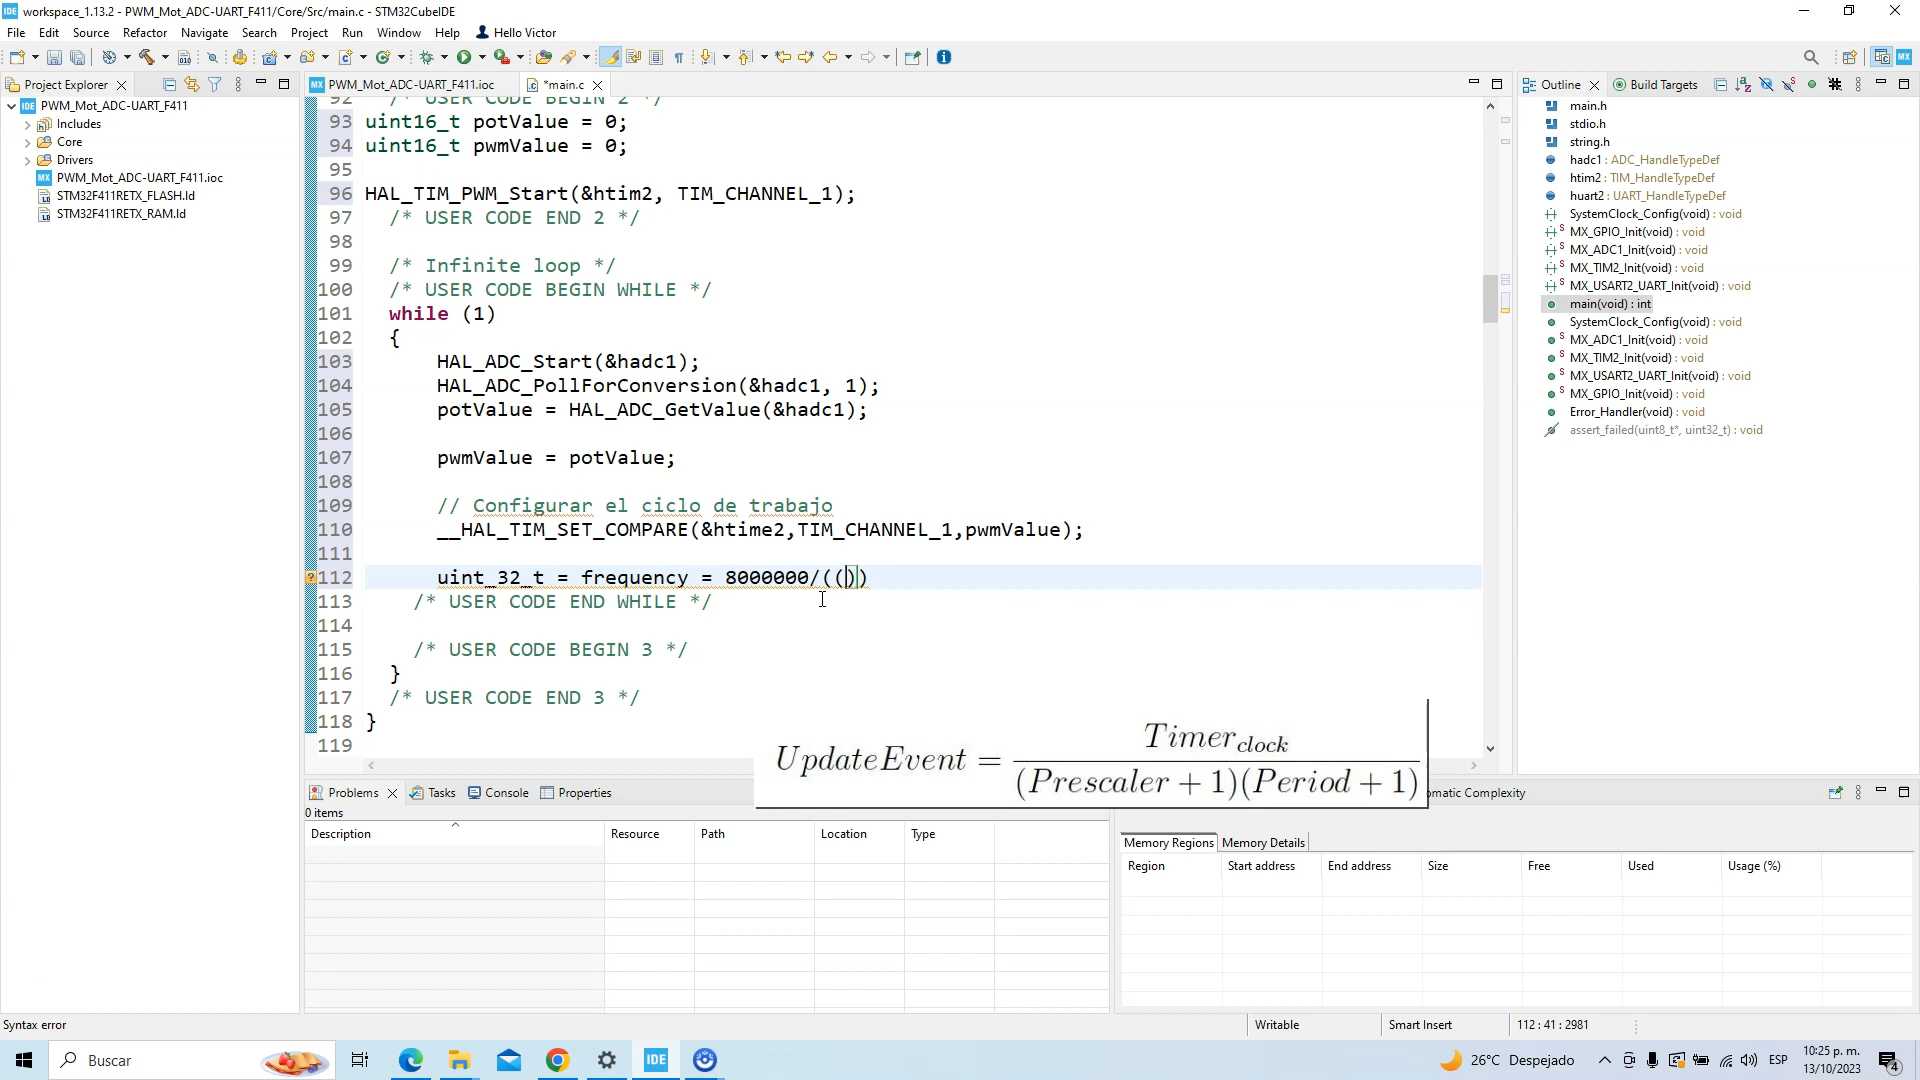 workspace_1.13.2 - PWM_Mot_ADC-UART_F411/Core/Src/main.c - STM32CubeIDE
File Edit Source Refactor Navigate Search Project Run Window Help Hello Victor
Project Explorer
PWM_Mot_ADC-UART_F411
Includes
Core
Drivers
PWM_Mot_ADC-UART_F411.ioc
STM32F411RETX_FLASH.ld
STM32F411RETX_RAM.ld
PWM_Mot_ADC-UART_F411.ioc *main.c
92 /* USER CODE BEGIN 2 */
93 uint16_t potValue = 0;
94 uint16_t pwmValue = 0;
95
96 HAL_TIM_PWM_Start(&htim2, TIM_CHANNEL_1);
97 /* USER CODE END 2 */
98
99 /* Infinite loop */
100 /* USER CODE BEGIN WHILE */
101 while (1)
102 {
103 HAL_ADC_Start(&hadc1);
104 HAL_ADC_PollForConversion(&hadc1, 1);
105 potValue = HAL_ADC_GetValue(&hadc1);
106
107 pwmValue = potValue;
108
109 // Configurar el ciclo de trabajo
110 __HAL_TIM_SET_COMPARE(&htime2,TIM_CHANNEL_1,pwmValue);
111
112 uint_32_t = frequency = 8000000/(())
113 /* USER CODE END WHILE */
114
115 /* USER CODE BEGIN 3 */
116 }
117 /* USER CODE END 3 */
118 }
119
UpdateEvent = Timer_clock / (Prescaler + 1)(Period + 1)
Outline Build Targets
main.h
stdio.h
string.h
hadc1 : ADC_HandleTypeDef
htim2 : TIM_HandleTypeDef
huart2 : UART_HandleTypeDef
SystemClock_Config(void) : void
MX_GPIO_Init(void) : void
MX_ADC1_Init(void) : void
MX_TIM2_Init(void) : void
MX_USART2_UART_Init(void) : void
main(void) : int
SystemClock_Config(void) : void
MX_ADC1_Init(void) : void
MX_TIM2_Init(void) : void
MX_USART2_UART_Init(void) : void
MX_GPIO_Init(void) : void
Error_Handler(void) : void
assert_failed(uint8_t*, uint32_t) : void
Problems Tasks Console Properties
0 items
Description Resource Path Location Type
Complexity
Memory Regions Memory Details
Region Start address End address Size Free Used Usage (%)
Syntax error Writable Smart Insert 112 : 41 : 2981
Buscar
IDE
26°C Despejado
ESP
10:25 p. m.
13/10/2023
4